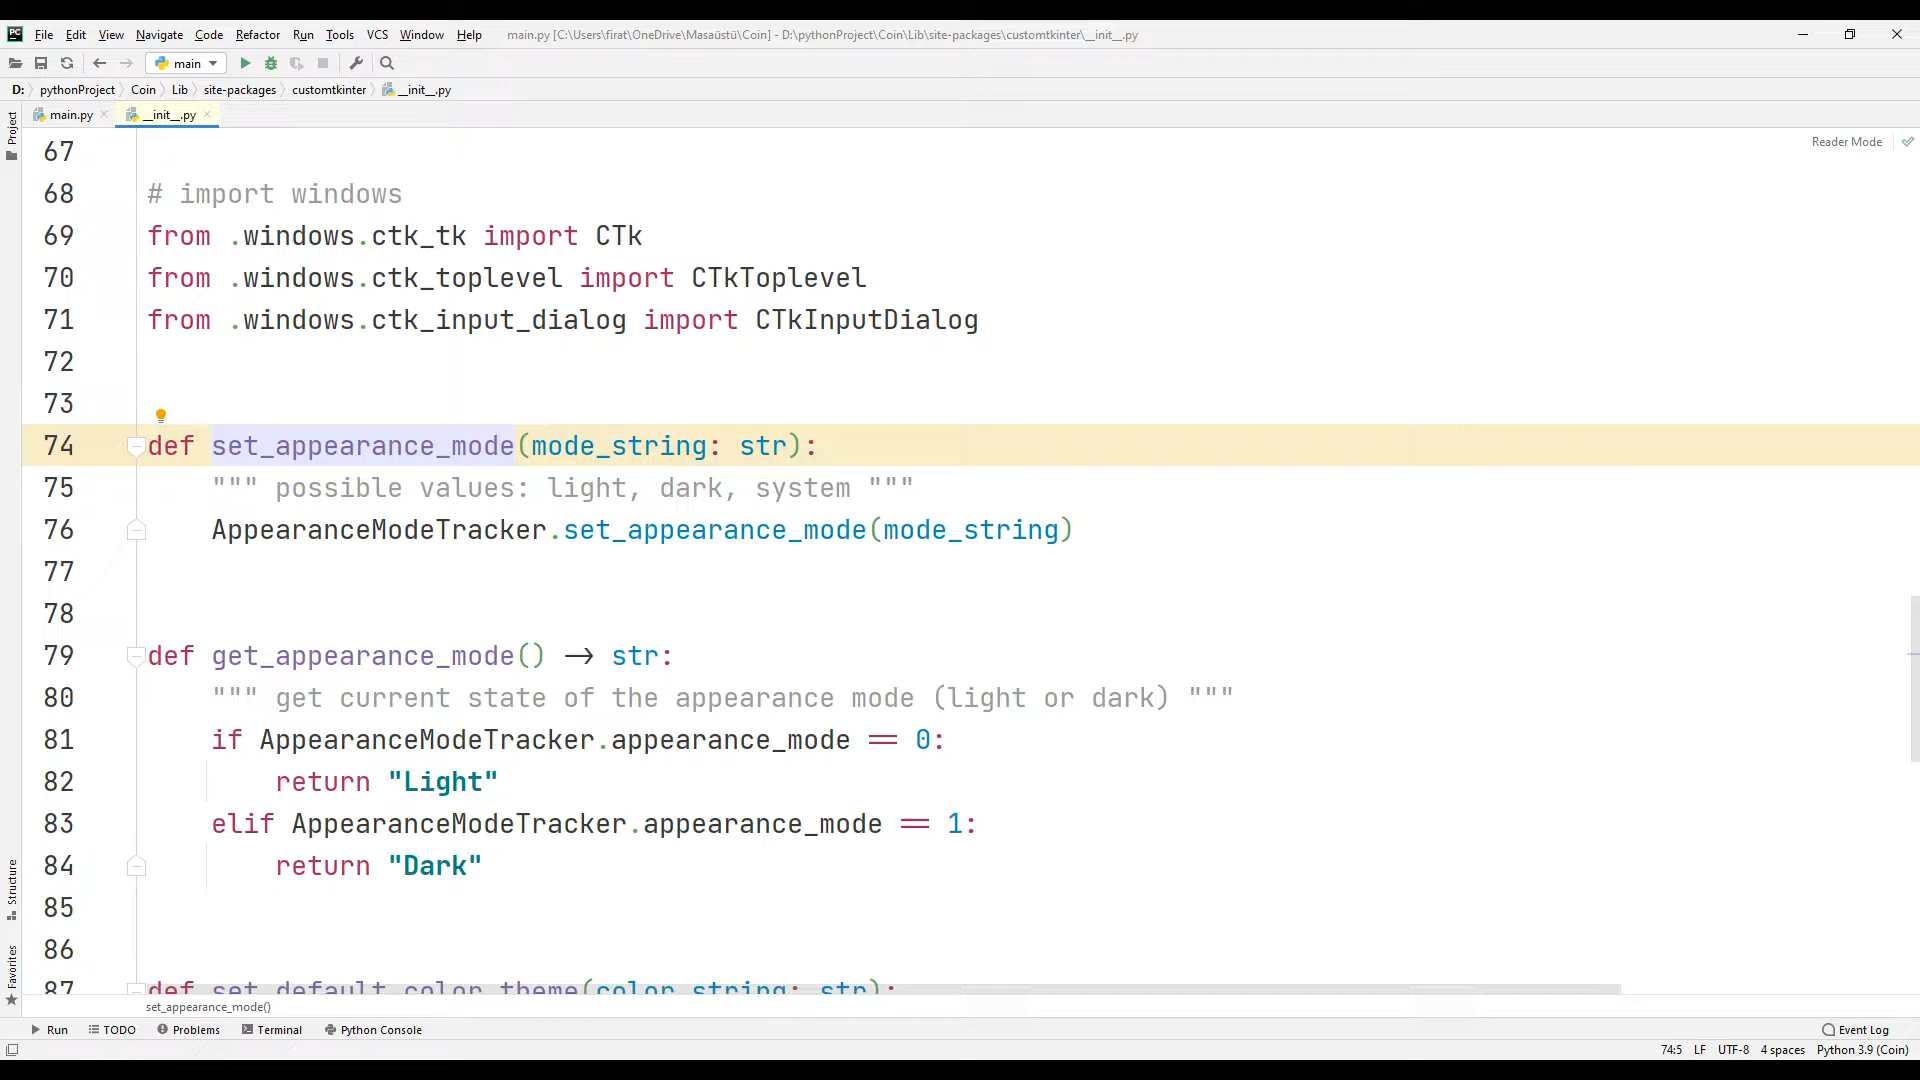 PC File Edit View Navigate Code Refactor Run Tools VCS Window Help main.py [C:\Users\firat\OneDrive\Masaüstü\Coin] - D:\pythonProject\Coin\Lib\site-packages\customtkinter\__init__.py
main
D: pythonProject Coin Lib site-packages customtkinter __init__.py
main.py __init__.py
Project
Reader Mode
67
68 # import windows
69 from .windows.ctk_tk import CTk
70 from .windows.ctk_toplevel import CTkToplevel
71 from .windows.ctk_input_dialog import CTkInputDialog
72
73
74 def set_appearance_mode(mode_string: str):
75 """ possible values: light, dark, system """
76 AppearanceModeTracker.set_appearance_mode(mode_string)
77
78
79 def get_appearance_mode() → str:
80 """ get current state of the appearance mode (light or dark) """
81 if AppearanceModeTracker.appearance_mode == 0:
82 return "Light"
83 elif AppearanceModeTracker.appearance_mode == 1:
84 return "Dark"
85
86
87 def set_default_color_theme(color_string: str):
Structure
Favorites
set_appearance_mode()
Run TODO Problems Terminal Python Console Event Log
74:5 LF UTF-8 4 spaces Python 3.9 (Coin)